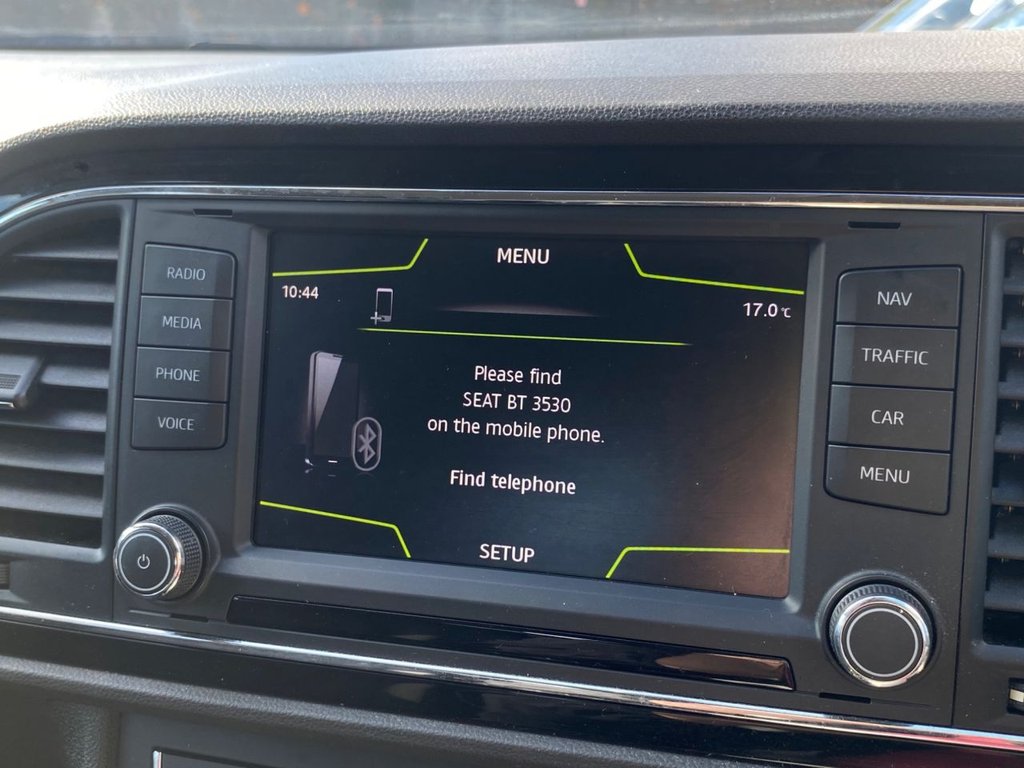 RADIO
MEDIA
PHONE
VOICE
MENU
10:44
17.0 °C
Please find
SEAT BT 3530
on the mobile phone.
Find telephone
SETUP
NAV
TRAFFIC
CAR
MENU